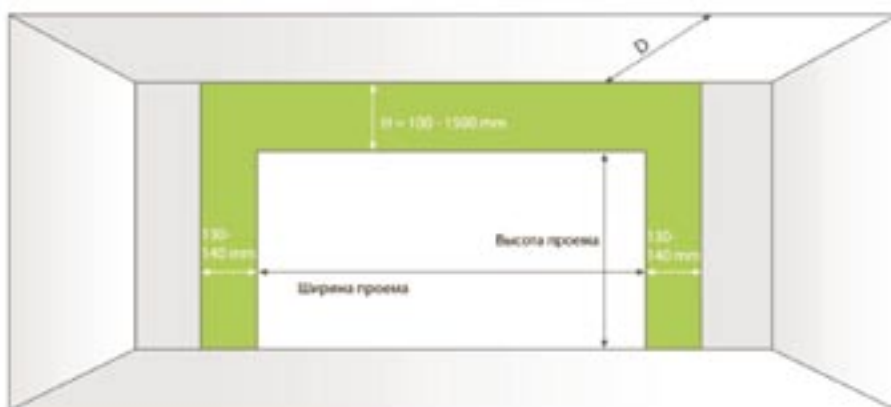 D
H = 100 - 1500 mm
130-
140 mm
Высота проема
130-
140 mm
Ширина проема